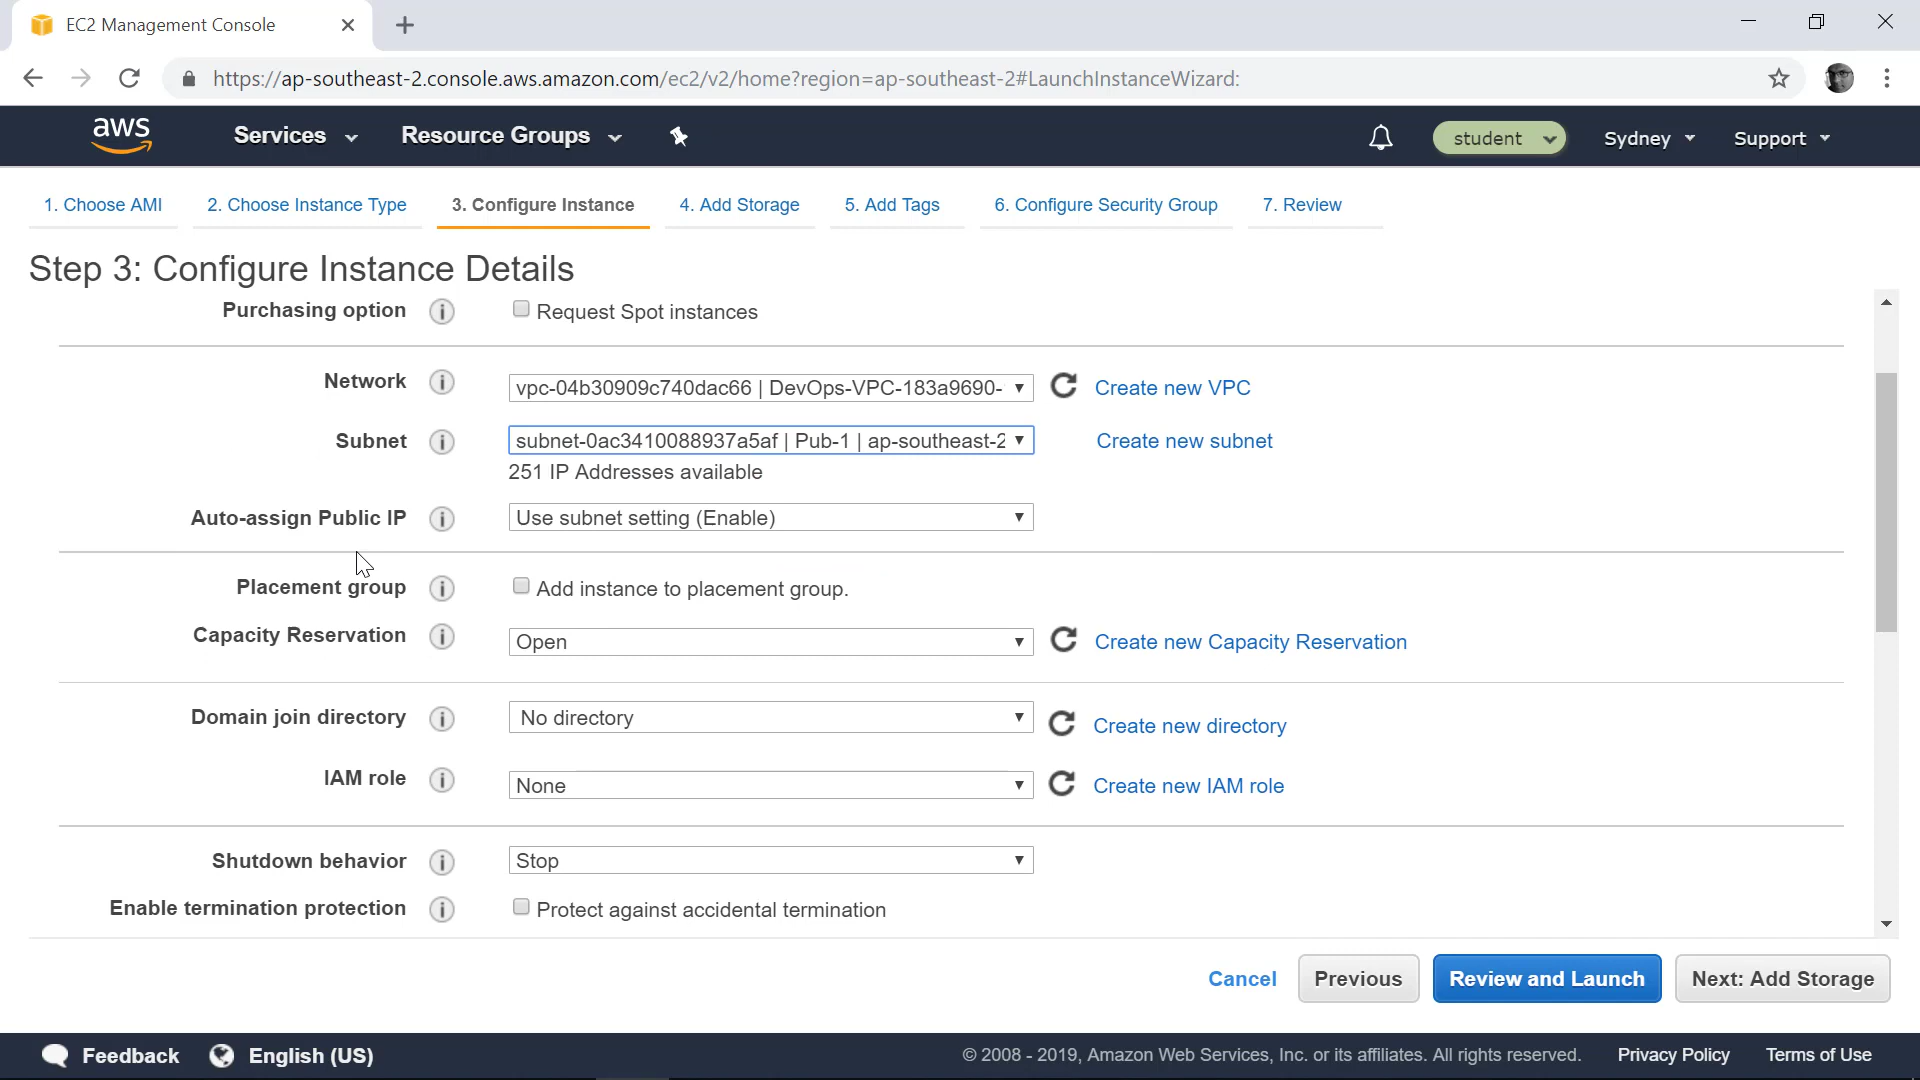 EC2 Management Console
https://ap-southeast-2.console.aws.amazon.com/ec2/v2/home?region=ap-southeast-2#LaunchInstanceWizard:
aws Services Resource Groups student Sydney Support
1. Choose AMI 2. Choose Instance Type 3. Configure Instance 4. Add Storage 5. Add Tags 6. Configure Security Group 7. Review
Step 3: Configure Instance Details
Purchasing option i Request Spot instances
Network i vpc-04b30909c740dac66 | DevOps-VPC-183a9690- Create new VPC
Subnet i subnet-0ac3410088937a5af | Pub-1 | ap-southeast-2 Create new subnet
251 IP Addresses available
Auto-assign Public IP i Use subnet setting (Enable)
Placement group i Add instance to placement group.
Capacity Reservation i Open Create new Capacity Reservation
Domain join directory i No directory Create new directory
IAM role i None Create new IAM role
Shutdown behavior i Stop
Enable termination protection i Protect against accidental termination
Cancel Previous Review and Launch Next: Add Storage
Feedback English (US) © 2008 - 2019, Amazon Web Services, Inc. or its affiliates. All rights reserved. Privacy Policy Terms of Use